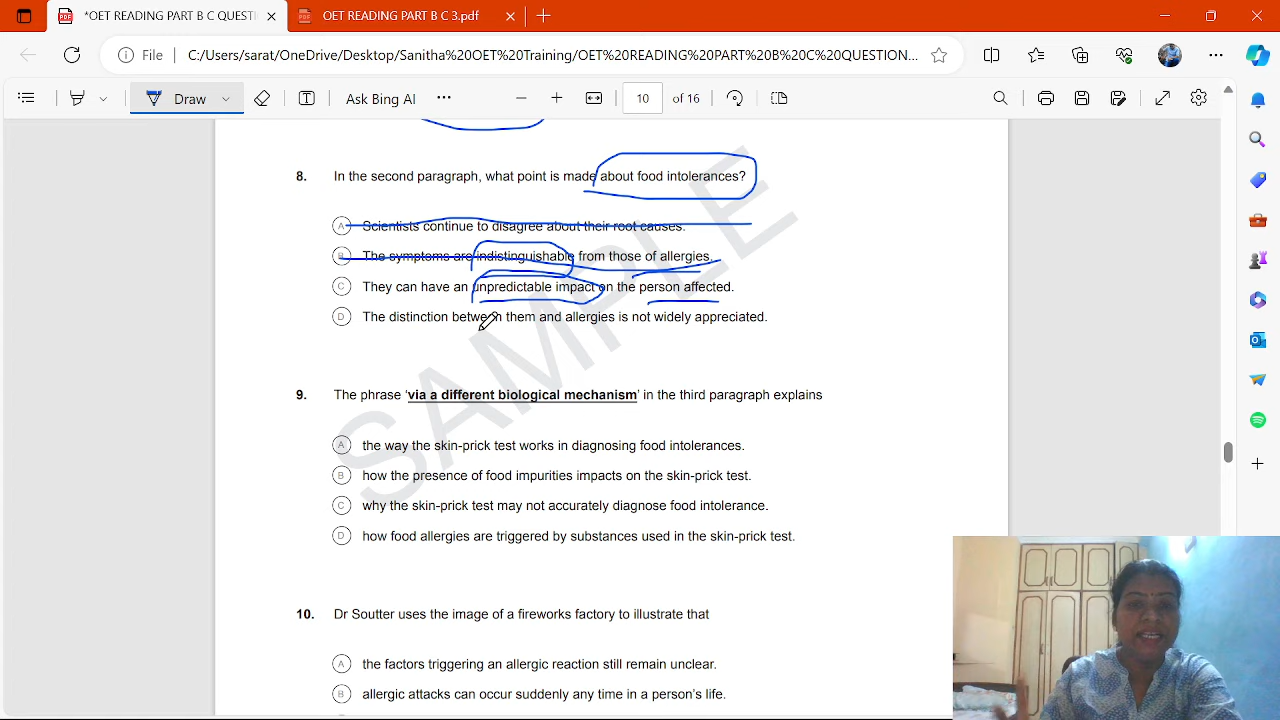 *OET READING PART B C QUESTI
OET READING PART B C 3.pdf
File
C:/Users/sarat/OneDrive/Desktop/Sanitha%20OET%20Training/OET%20READING%20PART%20B%20C%20QUESTION...
Draw
Ask Bing AI
10 of 16
8. In the second paragraph, what point is made about food intolerances?
A Scientists continue to disagree about their root causes.
B The symptoms are indistinguishable from those of allergies.
C They can have an unpredictable impact on the person affected.
D The distinction between them and allergies is not widely appreciated.
SAMPLE
9. The phrase ‘via a different biological mechanism’ in the third paragraph explains
A the way the skin-prick test works in diagnosing food intolerances.
B how the presence of food impurities impacts on the skin-prick test.
C why the skin-prick test may not accurately diagnose food intolerance.
D how food allergies are triggered by substances used in the skin-prick test.
10. Dr Soutter uses the image of a fireworks factory to illustrate that
A the factors triggering an allergic reaction still remain unclear.
B allergic attacks can occur suddenly any time in a person’s life.